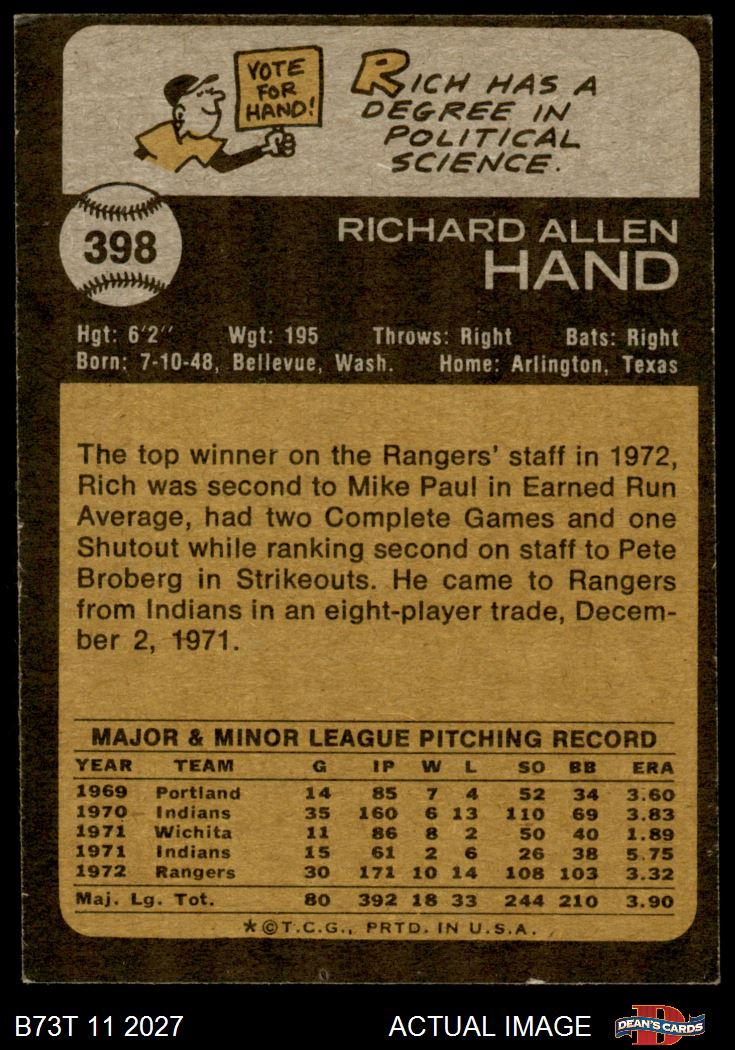 VOTE
FOR
HAND!
RICH HAS A
DEGREE IN
POLITICAL
SCIENCE.
398
RICHARD ALLEN
HAND
Hgt: 6'2" Wgt: 195 Throws: Right Bats: Right
Born: 7-10-48, Bellevue, Wash. Home: Arlington, Texas
The top winner on the Rangers' staff in 1972,
Rich was second to Mike Paul in Earned Run
Average, had two Complete Games and one
Shutout while ranking second on staff to Pete
Broberg in Strikeouts. He came to Rangers
from Indians in an eight-player trade, Decem-
ber 2, 1971.
MAJOR & MINOR LEAGUE PITCHING RECORD
YEAR TEAM G IP W L SO BB ERA
1969 Portland 14 85 7 4 52 34 3.60
1970 Indians 35 160 6 13 110 69 3.83
1971 Wichita 11 86 8 2 50 40 1.89
1971 Indians 15 61 2 6 26 38 5.75
1972 Rangers 30 171 10 14 108 103 3.32
Maj. Lg. Tot. 80 392 18 33 244 210 3.90
*©T.C.G., PRTD. IN U.S.A.
B73T 11 2027 ACTUAL IMAGE DEAN'S CARDS